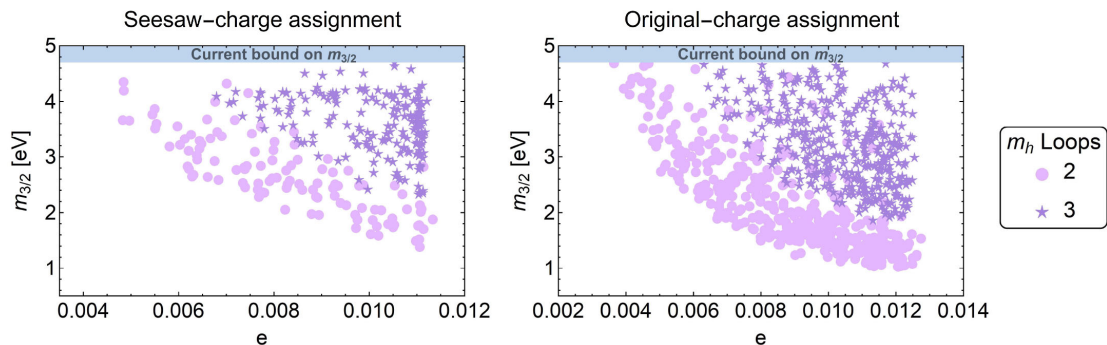 Seesaw−charge assignment
Original−charge assignment
Current bound on m3/2
Current bound on m3/2
m3/2 [eV]
5
4
3
2
1
0.004 0.006 0.008 0.010 0.012
e
m3/2 [eV]
5
4
3
2
1
0.002 0.004 0.006 0.008 0.010 0.012 0.014
e
mh Loops
2
3